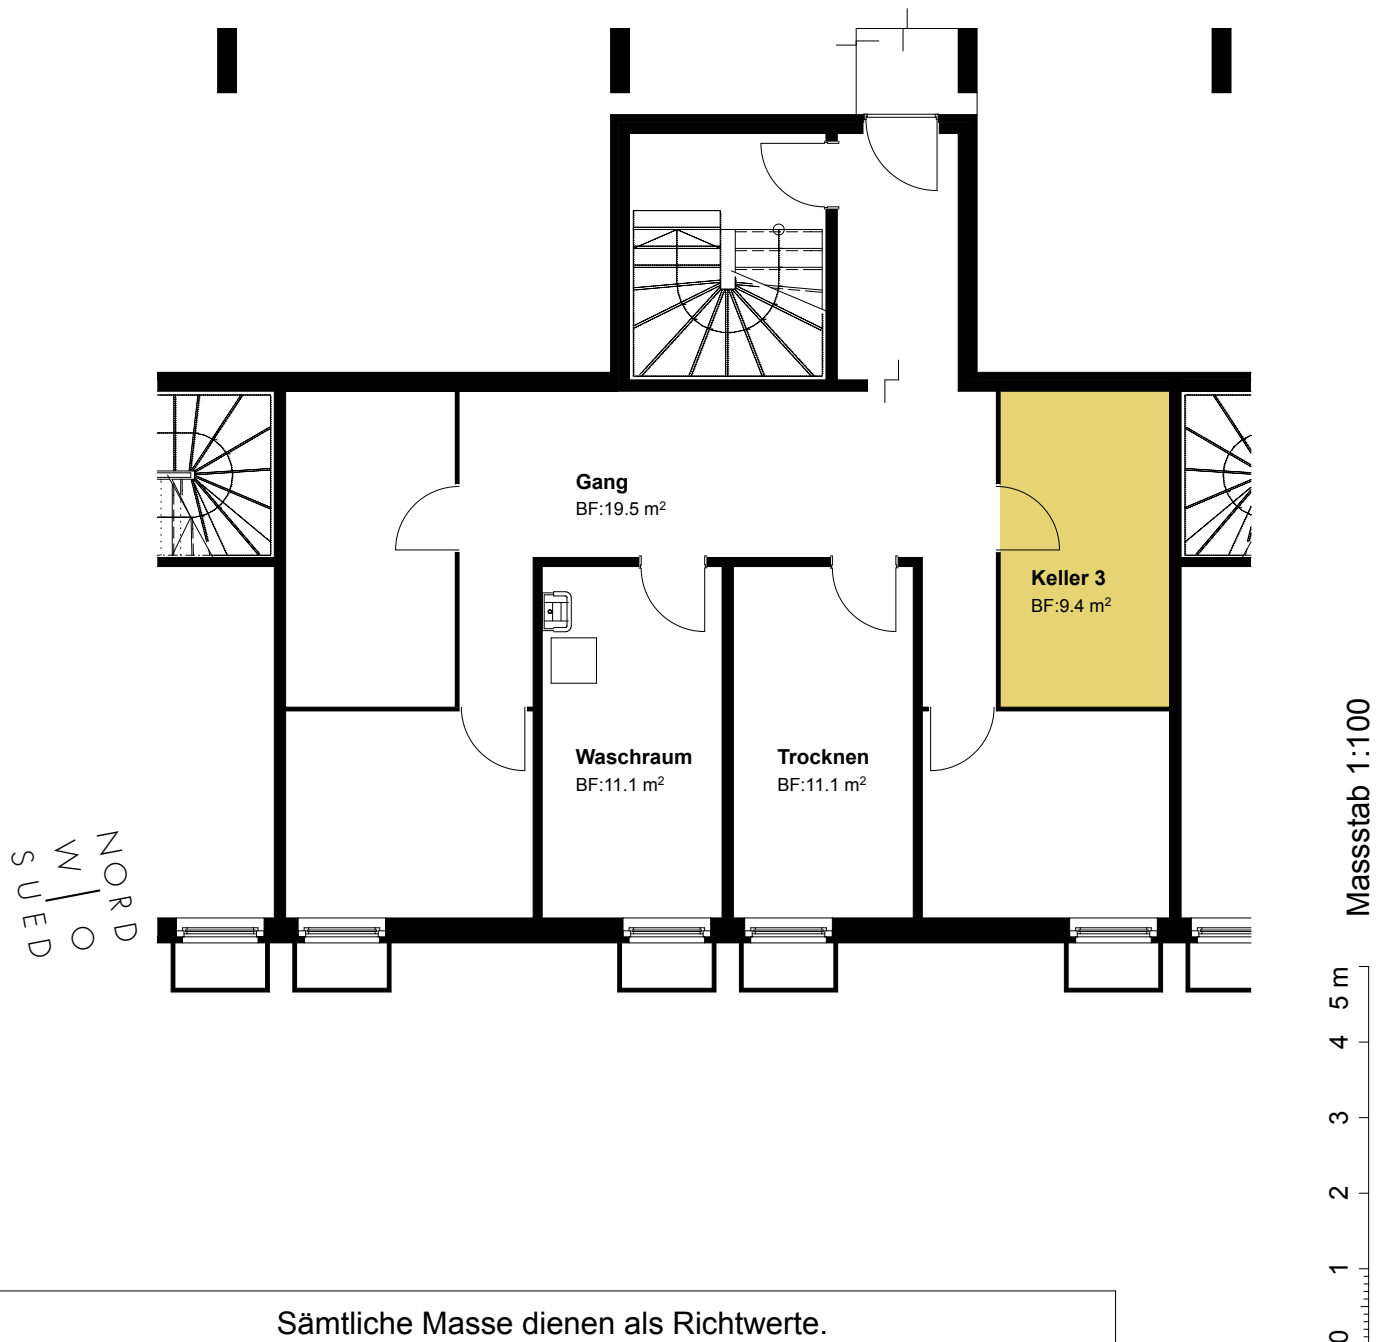 Gang
BF:19.5 m²
Keller 3
BF:9.4 m²
Waschraum
BF:11.1 m²
Trocknen
BF:11.1 m²
NORD
W O
SUED
Massstab 1:100
0 1 2 3 4 5 m
Sämtliche Masse dienen als Richtwerte.